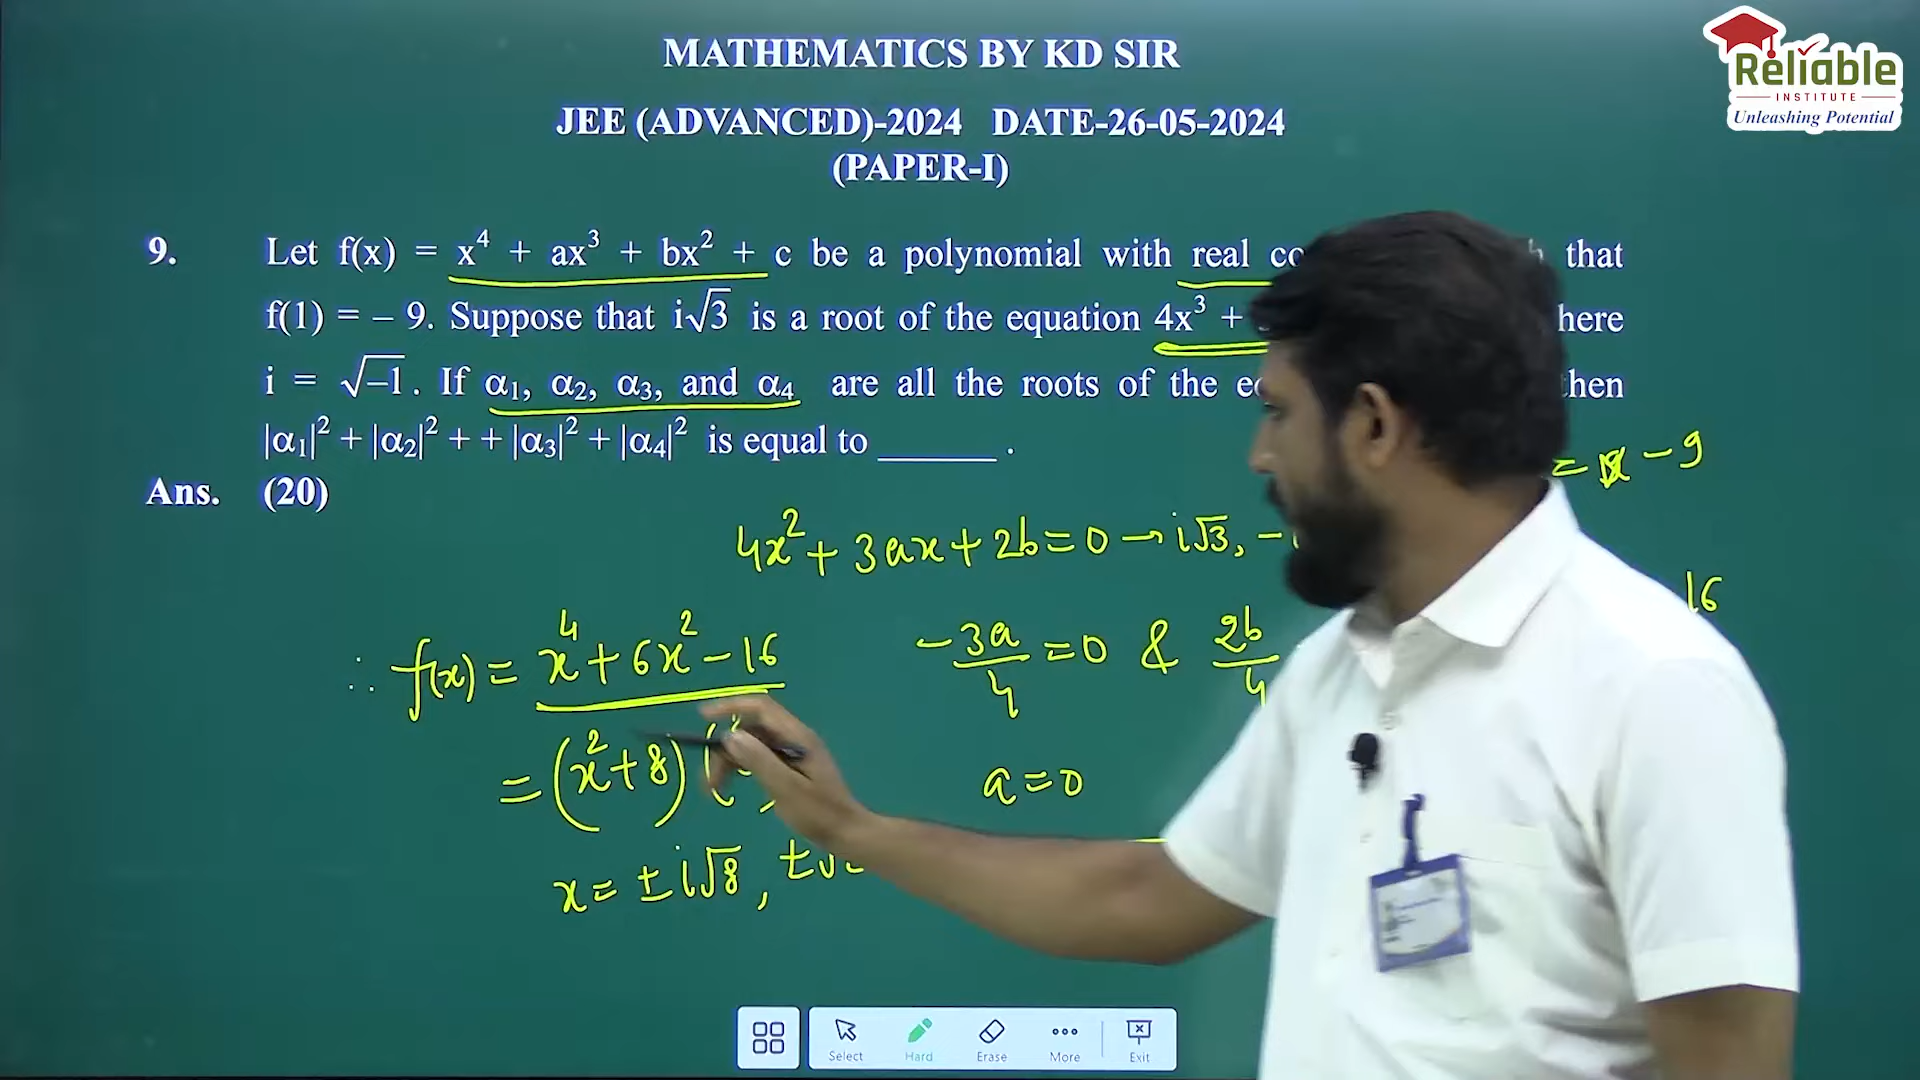 MATHEMATICS BY KD SIR
JEE (ADVANCED)-2024 DATE-26-05-2024
(PAPER-I)
Reliable
INSTITUTE
Unleashing Potential
9. Let f(x) = x⁴ + ax³ + bx² + c be a polynomial with real that
f(1) = – 9. Suppose that i√3 is a root of the equation 4x³ +
i = √–1. If α₁, α₂, α₃, and α₄ are all the roots of the then
|α₁|² + |α₂|² + + |α₃|² + |α₄|² is equal to ______ .
Ans. (20)
= - 9
4x² + 3ax + 2b = 0 → i√3, -
16
∴ f(x) = x⁴ + 6x² - 16
-3a/4 = 0 & 2b/4
= (x² + 8) (
a = 0
x = ± i√8, ±√
Select
Hard
Erase
More
Exit